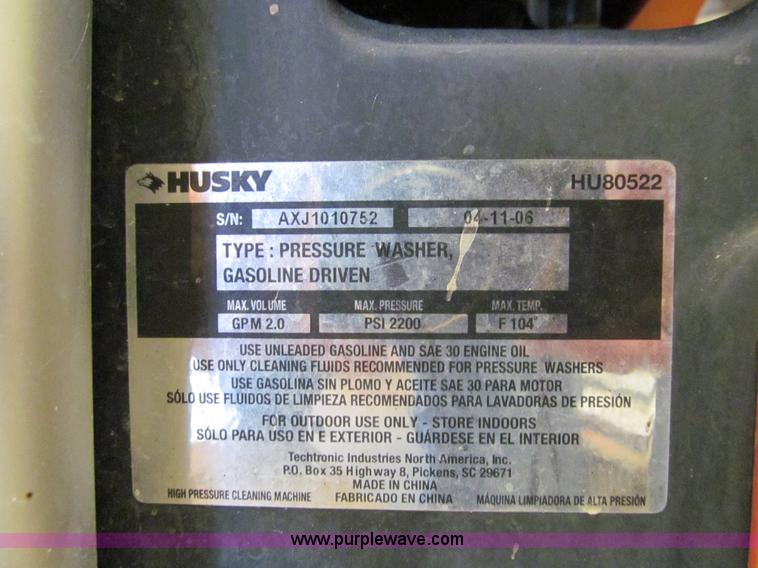 HUSKY HU80522
S/N: AXJ1010752 04-11-06
TYPE : PRESSURE WASHER,
GASOLINE DRIVEN
MAX. VOLUME MAX. PRESSURE MAX. TEMP.
GPM 2.0 PSI 2200 F 104°
USE UNLEADED GASOLINE AND SAE 30 ENGINE OIL
USE ONLY CLEANING FLUIDS RECOMMENDED FOR PRESSURE WASHERS
USE GASOLINA SIN PLOMO Y ACEITE SAE 30 PARA MOTOR
SÓLO USE FLUIDOS DE LIMPIEZA RECOMENDADOS PARA LAVADORAS DE PRESIÓN
FOR OUTDOOR USE ONLY - STORE INDOORS
SÓLO PARA USO EN E EXTERIOR - GUÁRDESE EN EL INTERIOR
Techtronic Industries North America, Inc.
P.O. Box 35 Highway 8, Pickens, SC 29671
MADE IN CHINA
HIGH PRESSURE CLEANING MACHINE FABRICADO EN CHINA MÁQUINA LIMPIADORA DE ALTA PRESIÓN
www.purplewave.com